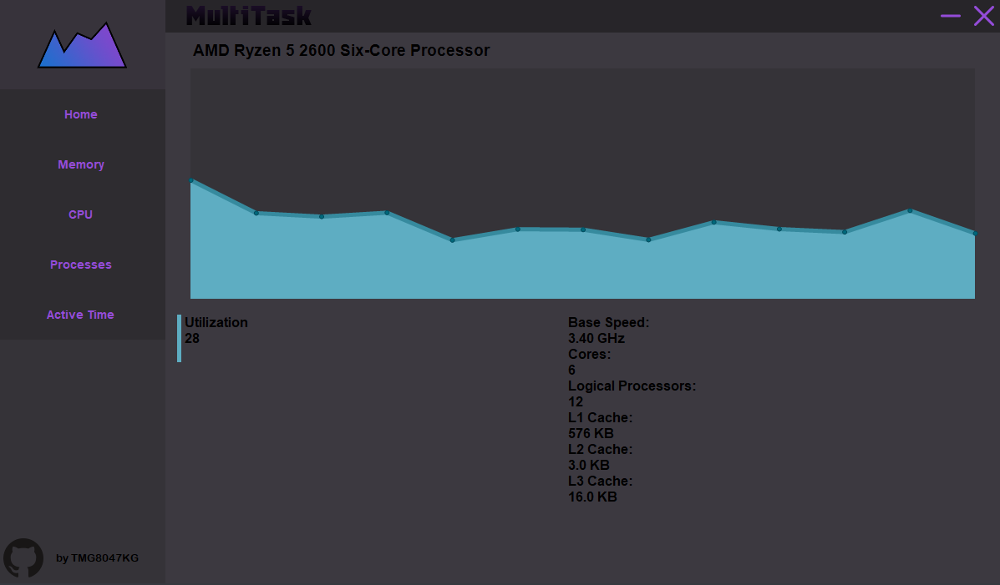 MultiTask
AMD Ryzen 5 2600 Six-Core Processor
Home
Memory
CPU
Processes
Active Time
Utilization
28
Base Speed:
3.40 GHz
Cores:
6
Logical Processors:
12
L1 Cache:
576 KB
L2 Cache:
3.0 KB
L3 Cache:
16.0 KB
by TMG8047KG